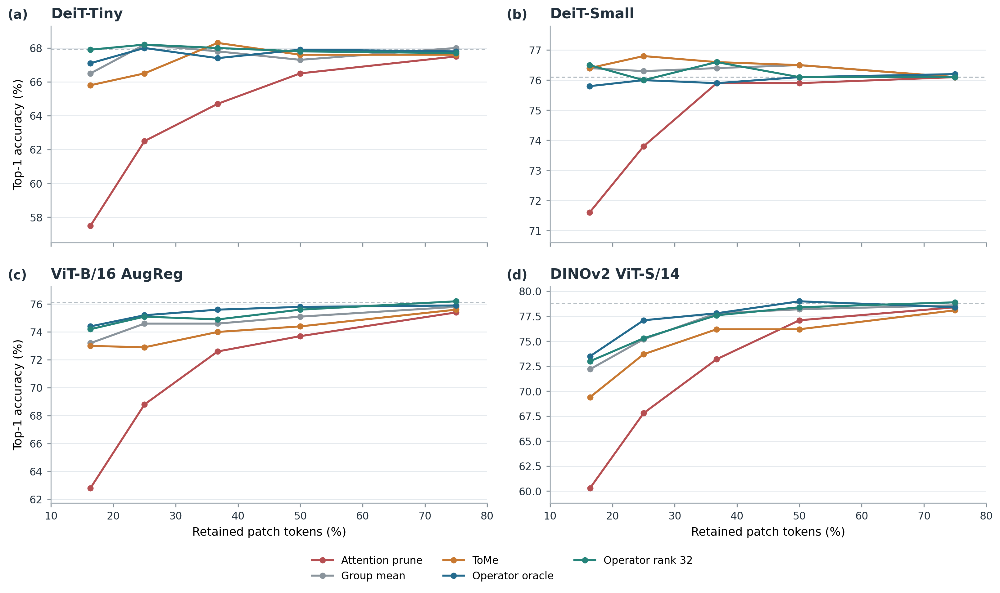 (a) DeiT-Tiny
Top-1 accuracy (%)
68
66
64
62
60
58
(b) DeiT-Small
77
76
75
74
73
72
71
(c) ViT-B/16 AugReg
Top-1 accuracy (%)
76
74
72
70
68
66
64
62
10 20 30 40 50 60 70 80
Retained patch tokens (%)
(d) DINOv2 ViT-S/14
80.0
77.5
75.0
72.5
70.0
67.5
65.0
62.5
60.0
10 20 30 40 50 60 70 80
Retained patch tokens (%)
Attention prune ToMe Operator rank 32
Group mean Operator oracle